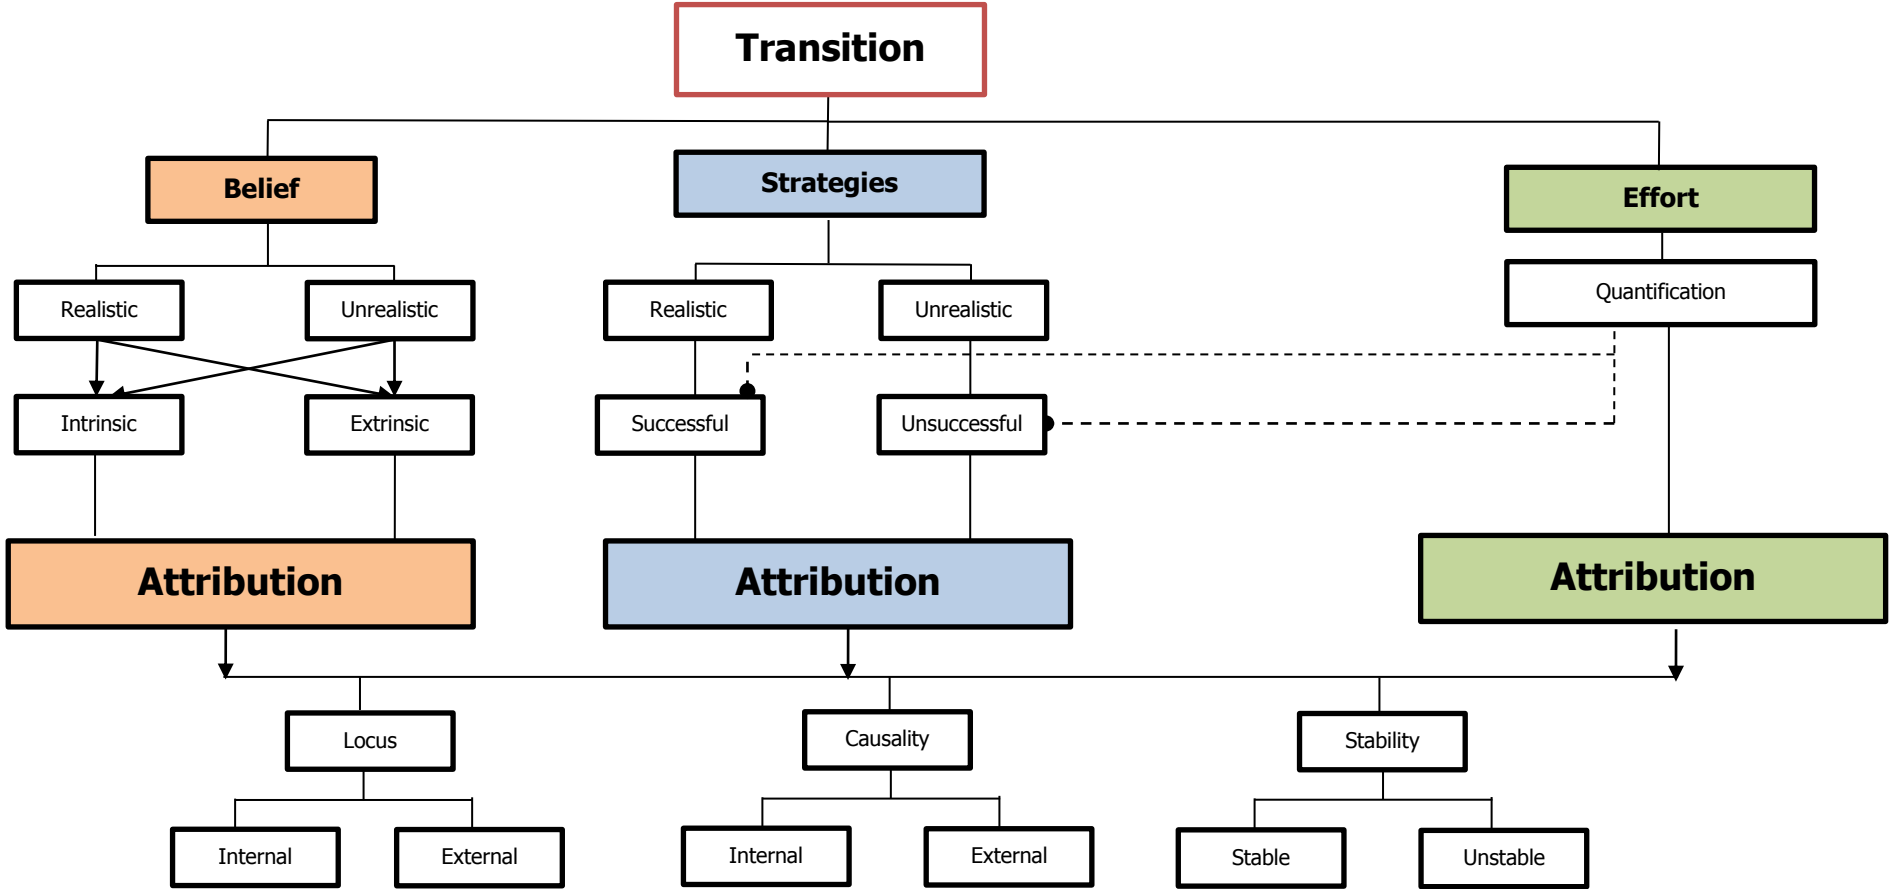 Transition
Belief
Strategies
Effort
Realistic
Unrealistic
Realistic
Unrealistic
Quantification
Intrinsic
Extrinsic
Successful
Unsuccessful
Attribution
Attribution
Attribution
Locus
Causality
Stability
Internal
External
Internal
External
Stable
Unstable